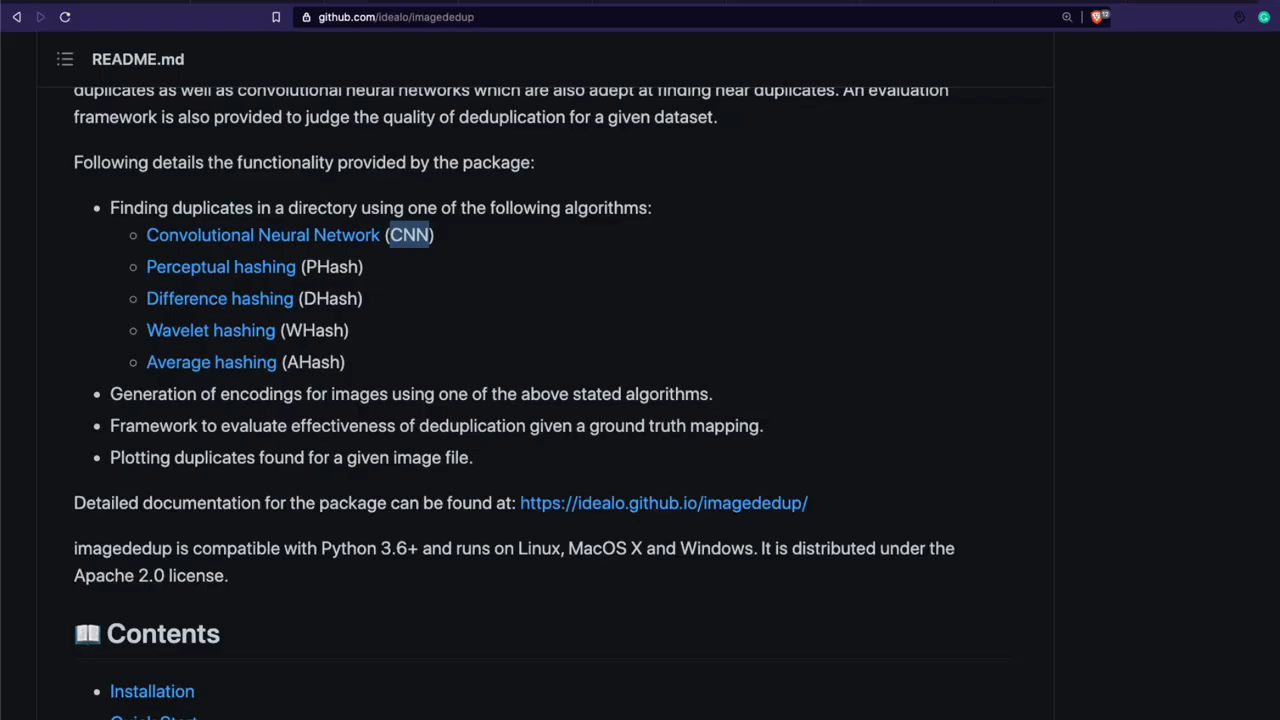 github.com/idealo/imagededup
12
README.md
duplicates as well as convolutional neural networks which are also adept at finding near duplicates. An evaluation
framework is also provided to judge the quality of deduplication for a given dataset.
Following details the functionality provided by the package:
Finding duplicates in a directory using one of the following algorithms:
Convolutional Neural Network (CNN)
Perceptual hashing (PHash)
Difference hashing (DHash)
Wavelet hashing (WHash)
Average hashing (AHash)
Generation of encodings for images using one of the above stated algorithms.
Framework to evaluate effectiveness of deduplication given a ground truth mapping.
Plotting duplicates found for a given image file.
Detailed documentation for the package can be found at: https://idealo.github.io/imagededup/
imagededup is compatible with Python 3.6+ and runs on Linux, MacOS X and Windows. It is distributed under the
Apache 2.0 license.
📖 Contents
Installation
Quick Start